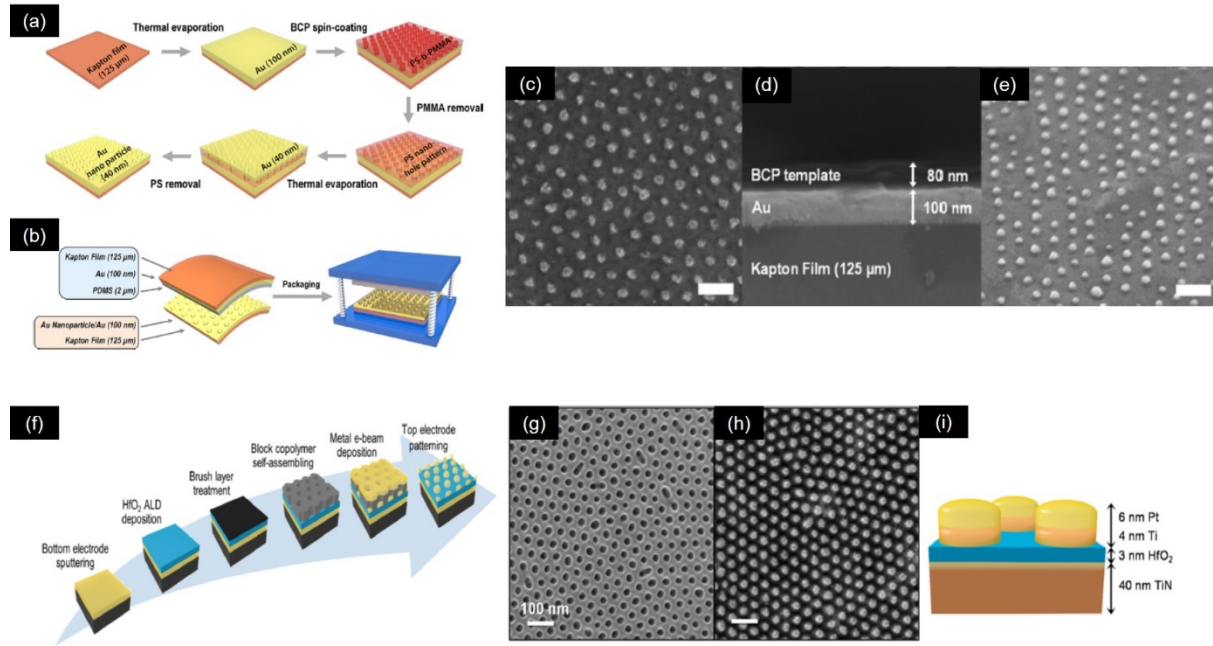 (a)
Thermal evaporation
BCP spin-coating
Kapton film
(125 μm)
Au (100 nm)
PS-b-PMMA
PMMA removal
Au
nano particle
(40 nm)
Au (40 nm)
PS nano-
hole pattern
PS removal
Thermal evaporation
(b)
Kapton Film (125 μm)
Au (100 nm)
PDMS (2 μm)
Packaging
Au Nanoparticle/Au (100 nm)
Kapton Film (125 μm)
(c)
(d)
BCP template
80 nm
Au
100 nm
Kapton Film (125 μm)
(e)
(f)
Bottom electrode
sputtering
HfO₂ ALD
deposition
Brush layer
treatment
Block copolymer
self-assembling
Metal e-beam
deposition
Top electrode
patterning
(g)
100 nm
(h)
(i)
6 nm Pt
4 nm Ti
3 nm HfO₂
40 nm TiN